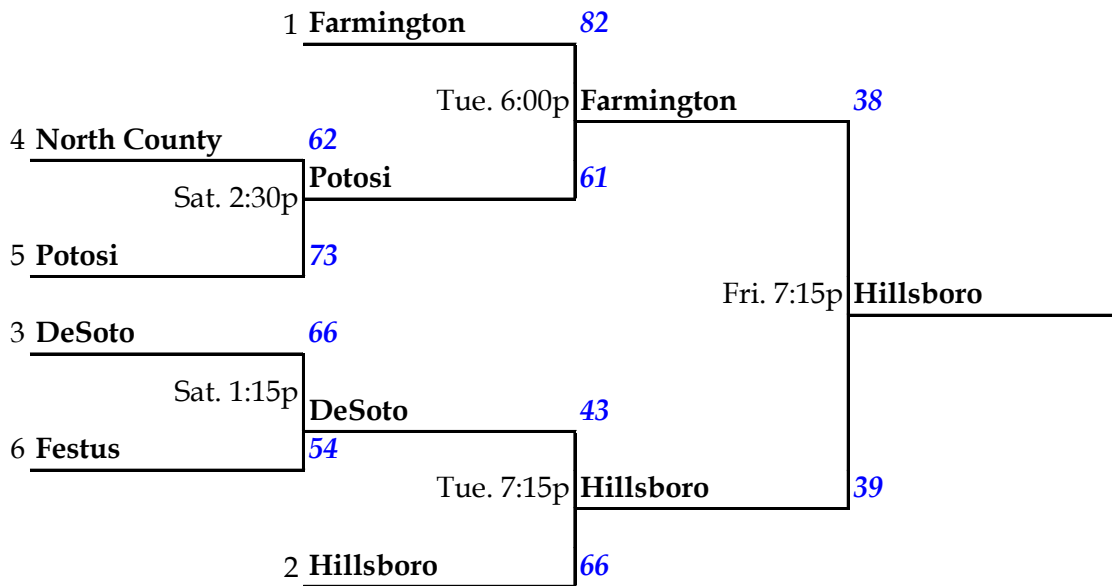 1 Farmington 82
Tue. 6:00p Farmington 38
4 North County 62
Potosi 61
Sat. 2:30p
5 Potosi 73
Fri. 7:15p Hillsboro
3 DeSoto 66
Sat. 1:15p
DeSoto 43
6 Festus 54
Tue. 7:15p Hillsboro 39
2 Hillsboro 66